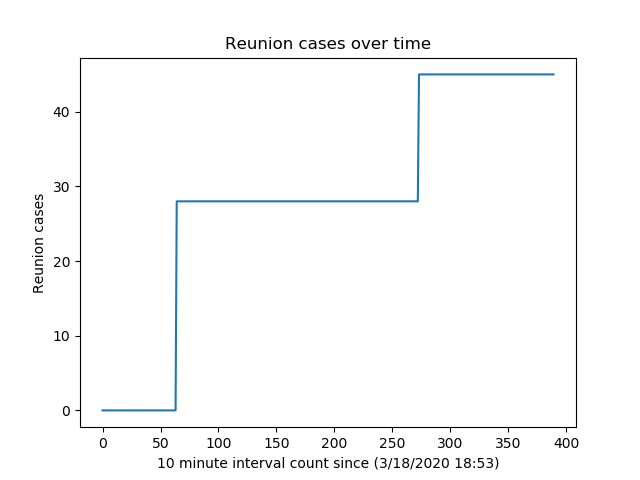 Reunion cases over time
Reunion cases
40
30
20
10
0
0 50 100 150 200 250 300 350 400
10 minute interval count since (3/18/2020 18:53)